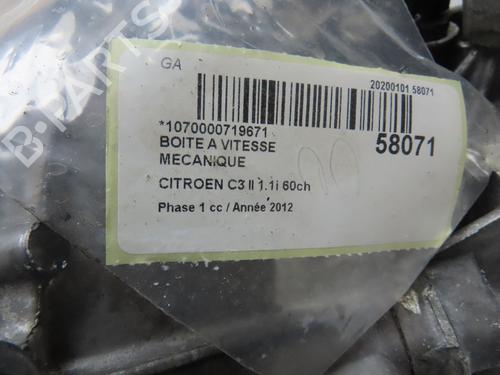 GA
20200101 58071
*1070000719671
58071
BOITE A VITESSE
MECANIQUE
CITROEN C3 II 1.1i 60ch
Phase 1 cc / Année 2012
B-PARTS